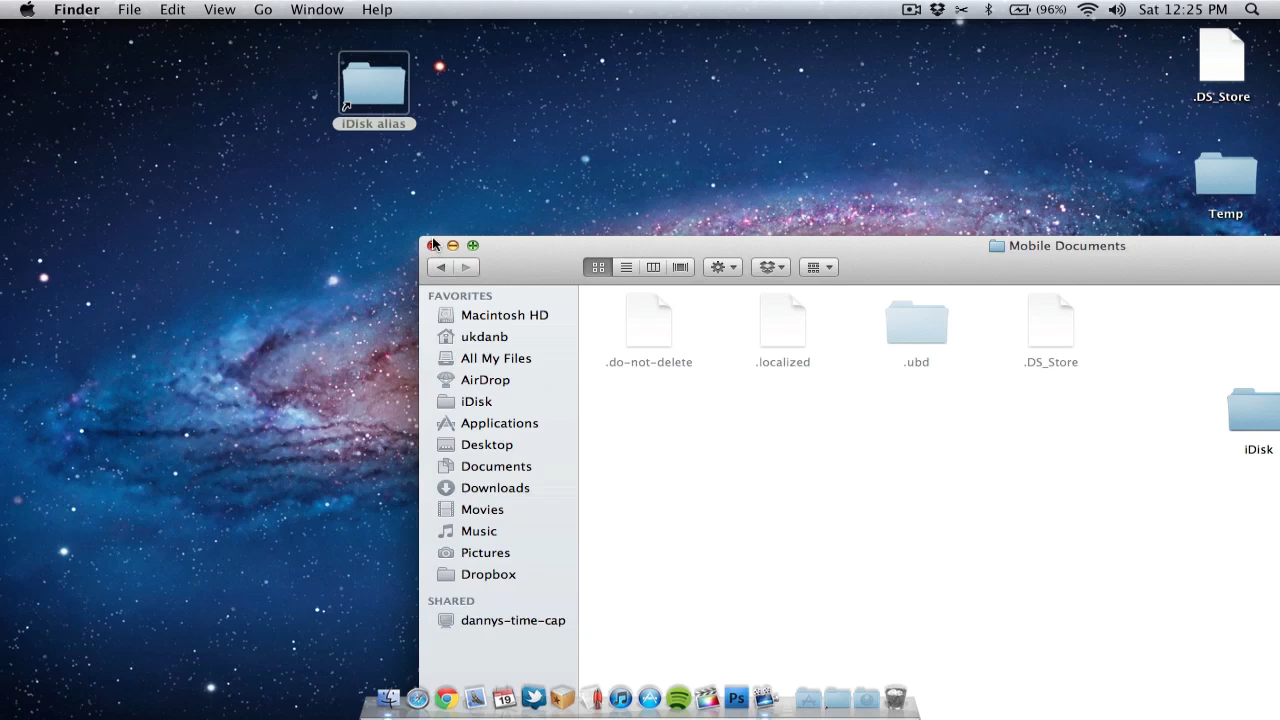 Finder File Edit View Go Window Help (96%) Sat 12:25 PM
iDisk alias
.DS_Store
Temp
Mobile Documents
FAVORITES
Macintosh HD
ukdanb
All My Files
AirDrop
iDisk
Applications
Desktop
Documents
Downloads
Movies
Music
Pictures
Dropbox
SHARED
dannys-time-cap
.do-not-delete .localized .ubd .DS_Store
iDisk
19
Ps